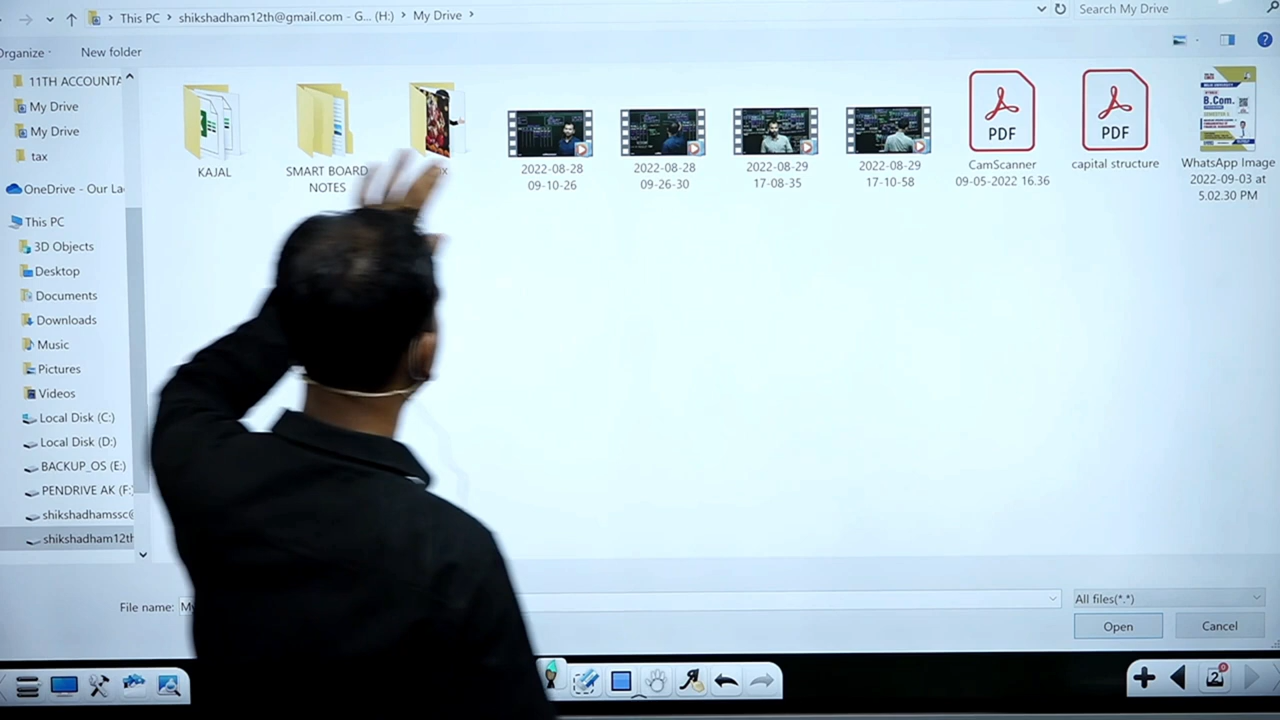 This PC > shikshadham12th@gmail.com - G... (H:) > My Drive >
Search My Drive
Organize
New folder
11TH ACCOUNTA
My Drive
My Drive
tax
OneDrive - Our La
This PC
3D Objects
Desktop
Documents
Downloads
Music
Pictures
Videos
Local Disk (C:)
Local Disk (D:)
BACKUP_OS (E:)
PENDRIVE AK (F:
shikshadhamssc@
shikshadham12th
KAJAL
SMART BOARD
NOTES
2022-08-28
09-10-26
2022-08-28
09-26-30
2022-08-29
17-08-35
2022-08-29
17-10-58
PDF
CamScanner
09-05-2022 16.36
PDF
capital structure
B.Com.
WhatsApp Image
2022-09-03 at
5.02.30 PM
File name: My
All files(*.*)
Open
Cancel
2